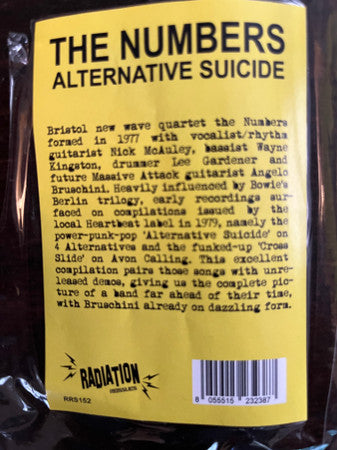 THE NUMBERS
ALTERNATIVE SUICIDE
Bristol new wave quartet the Numbers
formed in 1977 with vocalist/rhythm
guitarist Nick McAuley, bassist Wayne
Kingston, drummer Lee Gardener and
future Massive Attack guitarist Angelo
Bruschini. Heavily influenced by Bowie's
Berlin trilogy, early recordings sur-
faced on compilations issued by the
local Heartbeat label in 1979, namely the
power-punk-pop 'Alternative Suicide' on
4 Alternatives and the funked-up 'Cross
Slide' on Avon Calling. This excellent
compilation pairs those songs with unre-
leased demos, giving us the complete pic-
ture of a band far ahead of their time,
with Bruschini already on dazzling form.
RADIATION
RRS152
8 055515 232387